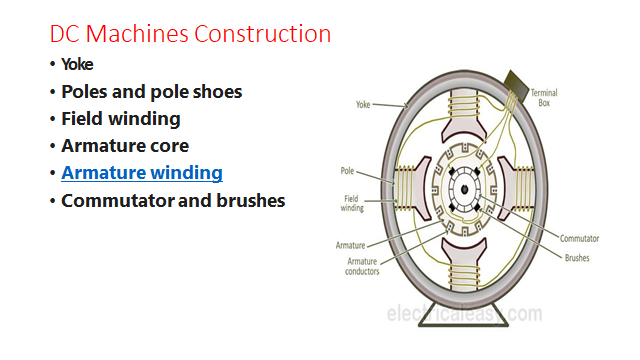 DC Machines Construction
• Yoke
• Poles and pole shoes
• Field winding
• Armature core
• Armature winding
• Commutator and brushes
Terminal
Box
Yoke
Pole
Field
winding
Armature
Armature
conductors
Commutator
Brushes
electricaleasy.com